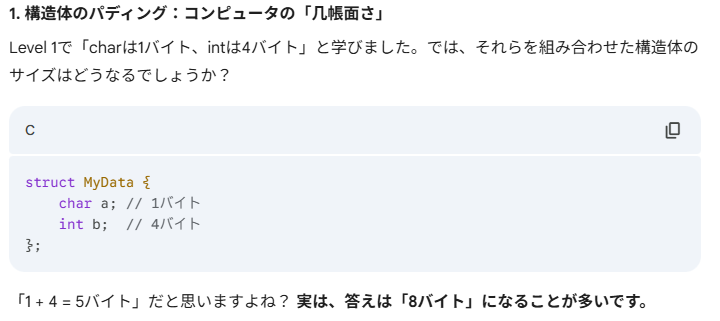 1. 構造体のパディング：コンピュータの「几帳面さ」
Level 1で「charは1バイト、intは4バイト」と学びました。では、それらを組み合わせた構造体の
サイズはどうなるでしょうか？
C
struct MyData {
    char a; // 1バイト
    int b;  // 4バイト
};
「1 + 4 = 5バイト」だと思いますよね？ 実は、答えは「8バイト」になることが多いです。